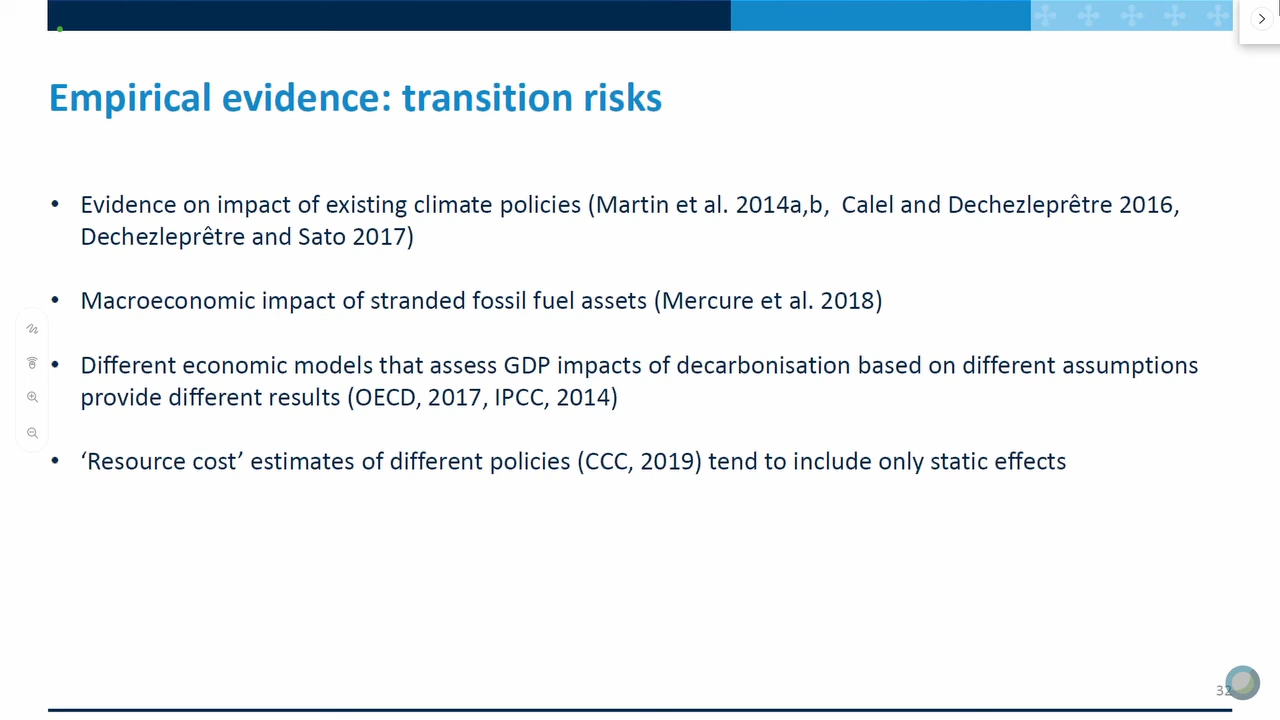 Empirical evidence: transition risks
• Evidence on impact of existing climate policies (Martin et al. 2014a,b,  Calel and Dechezleprêtre 2016,
Dechezleprêtre and Sato 2017)
• Macroeconomic impact of stranded fossil fuel assets (Mercure et al. 2018)
• Different economic models that assess GDP impacts of decarbonisation based on different assumptions
provide different results (OECD, 2017, IPCC, 2014)
• ‘Resource cost’ estimates of different policies (CCC, 2019) tend to include only static effects
32